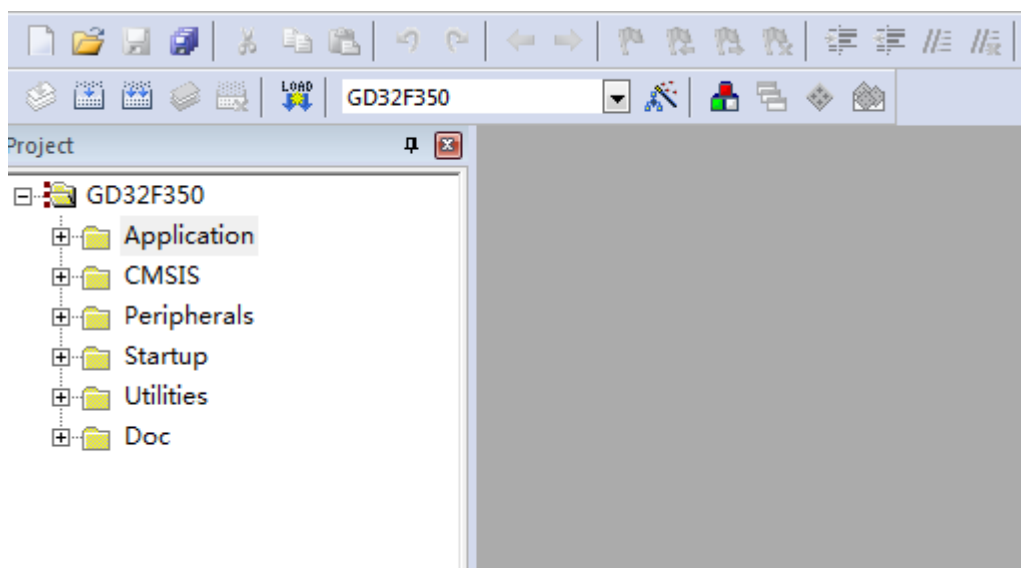 LOAD
GD32F350
Project
GD32F350
Application
CMSIS
Peripherals
Startup
Utilities
Doc